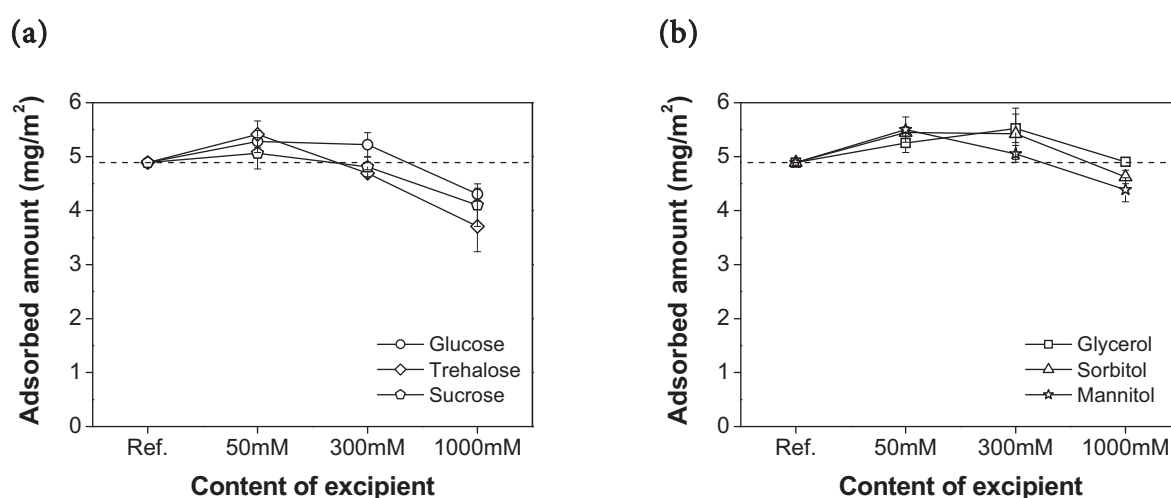 (a)
Adsorbed amount (mg/m²)
6
5
4
3
2
1
0
Glucose
Trehalose
Sucrose
Ref. 50mM 300mM 1000mM
Content of excipient
(b)
Adsorbed amount (mg/m²)
6
5
4
3
2
1
0
Glycerol
Sorbitol
Mannitol
Ref. 50mM 300mM 1000mM
Content of excipient